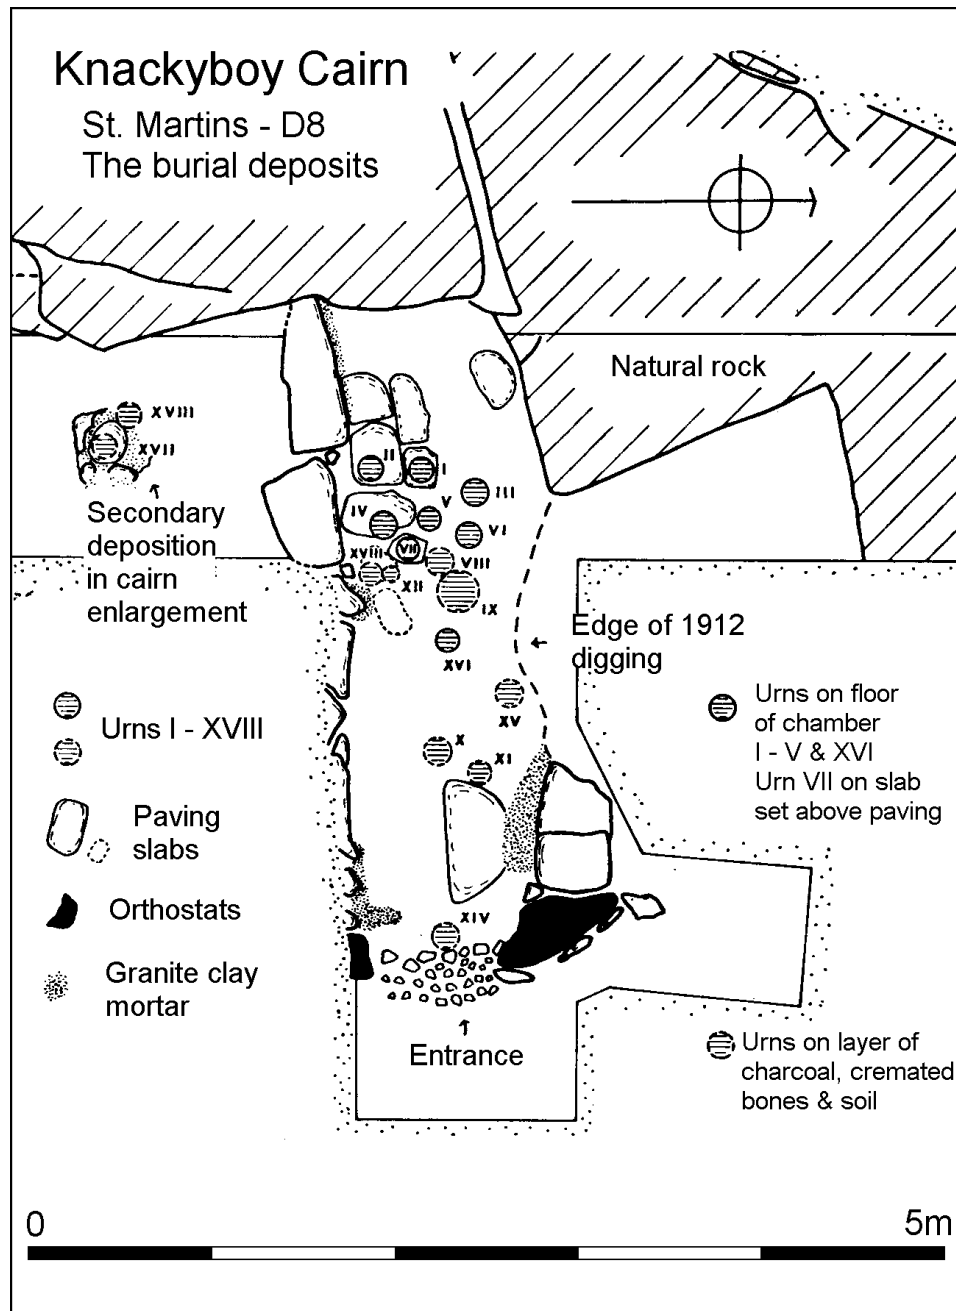 Knackyboy Cairn
St. Martins - D8
The burial deposits
Natural rock
XVIII
XVII
Secondary
deposition
in cairn
enlargement
II
I
III
IV
V
VI
VII
VIII
XVIII
XII
IX
XVI
XV
X
XI
XIV
Edge of 1912
digging
Urns I - XVIII
Paving
slabs
Orthostats
Granite clay
mortar
Urns on floor
of chamber
I - V & XVI
Urn VII on slab
set above paving
Entrance
Urns on layer of
charcoal, cremated
bones & soil
0
5m